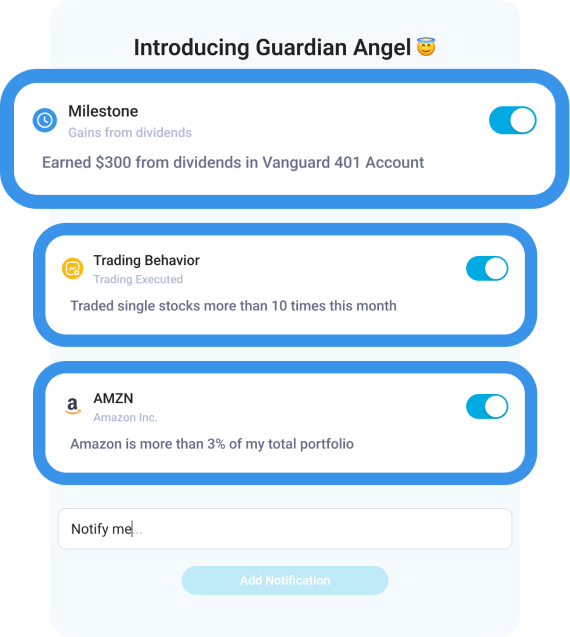 Introducing Guardian Angel 😇
Milestone
Gains from dividends
Earned $300 from dividends in Vanguard 401 Account
Trading Behavior
Trading Executed
Traded single stocks more than 10 times this month
a
AMZN
Amazon Inc.
Amazon is more than 3% of my total portfolio
Notify me...
Add Notification